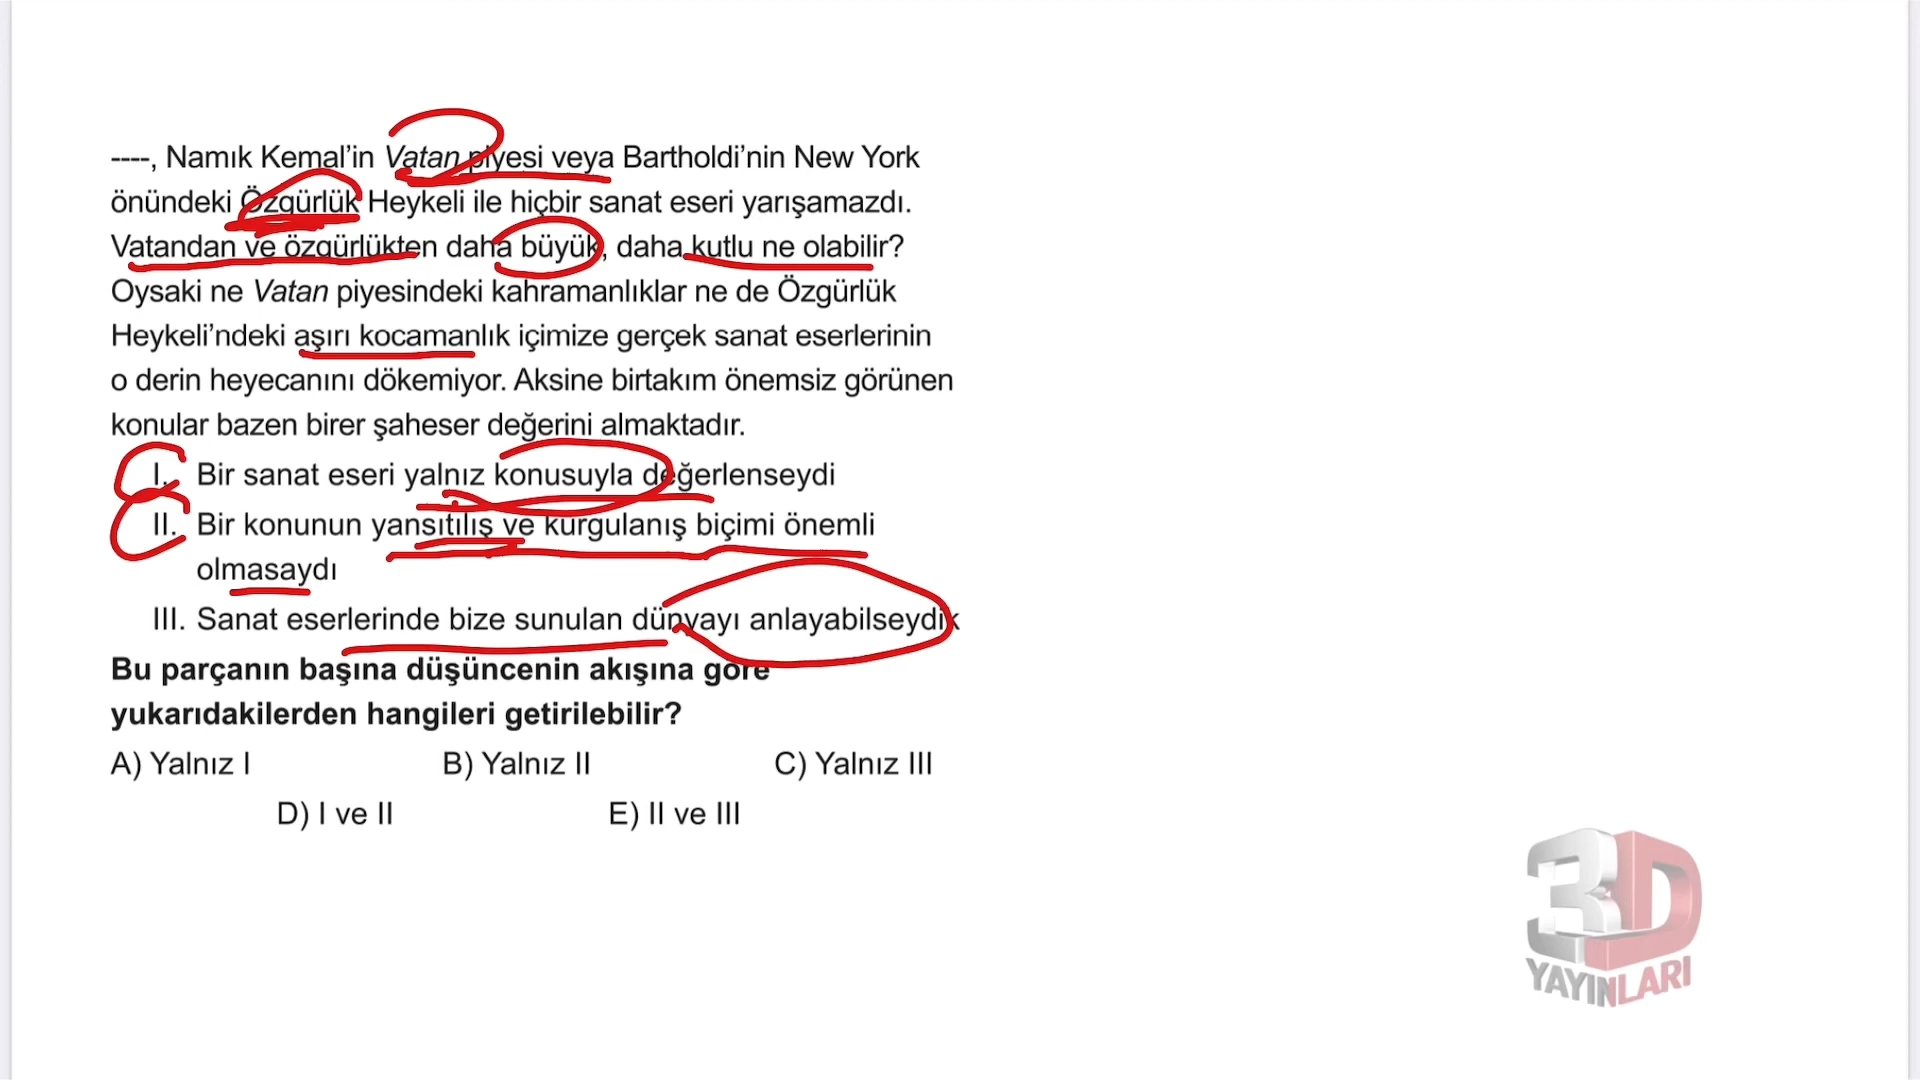 ----, Namık Kemal’in Vatan piyesi veya Bartholdi’nin New York
önündeki Özgürlük Heykeli ile hiçbir sanat eseri yarışamazdı.
Vatandan ve özgürlükten daha büyük, daha kutlu ne olabilir?
Oysaki ne Vatan piyesindeki kahramanlıklar ne de Özgürlük
Heykeli’ndeki aşırı kocamanlık içimize gerçek sanat eserlerinin
o derin heyecanını dökemiyor. Aksine birtakım önemsiz görünen
konular bazen birer şaheser değerini almaktadır.
I. Bir sanat eseri yalnız konusuyla değerlenseydi
II. Bir konunun yansıtılış ve kurgulanış biçimi önemli
olmasaydı
III. Sanat eserlerinde bize sunulan dünyayı anlayabilseydik
Bu parçanın başına düşüncenin akışına göre
yukarıdakilerden hangileri getirilebilir?
A) Yalnız I B) Yalnız II C) Yalnız III
D) I ve II E) II ve III
3D
YAYINLARI